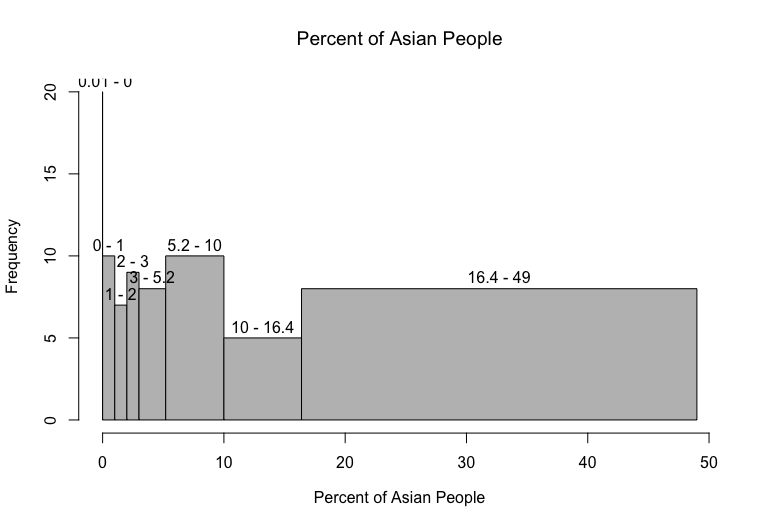 Percent of Asian People
0.01 - 0
20
15
10
5
0
Frequency
0 - 1
1 - 2
2 - 3
3 - 5.2
5.2 - 10
10 - 16.4
16.4 - 49
0 10 20 30 40 50
Percent of Asian People